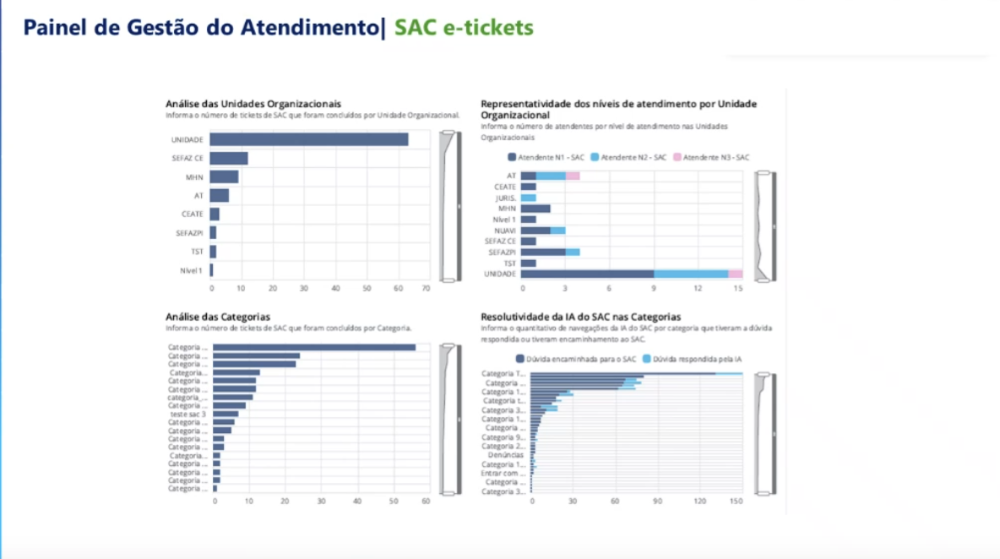 Painel de Gestão do Atendimento| SAC e-tickets
Análise das Unidades Organizacionais
Informa o número de tickets de SAC que foram concluídos por Unidade Organizacional.
UNIDADE
SEFAZ CE
MHN
AT
CEATE
SEFAZPI
TST
Nível 1
0 10 20 30 40 50 60 70
Representatividade dos níveis de atendimento por Unidade
Organizacional
Informa o número de atendentes por nível de atendimento nas Unidades
Organizacionais
Atendente N1 - SAC Atendente N2 - SAC Atendente N3 - SAC
AT
CEATE
JURIS.
MHN
Nível 1
NUAVI
SEFAZ CE
SEFAZPI
TST
UNIDADE
0 3 6 9 12 15
Análise das Categorias
Informa o número de tickets de SAC que foram concluídos por Categoria.
Categoria ...
Categoria ...
Categoria ...
Categoria...
Categoria ...
Categoria ...
categoria_...
Categoria ...
teste sac 3
Categoria ...
Categoria ...
Categoria ...
Categoria ...
Categoria...
Categoria ...
Categoria ...
Categoria ...
Categoria ...
0 10 20 30 40 50 60
Resolutividade da IA do SAC nas Categorias
Informa o quantitativo de navegações da IA do SAC por categoria que tiveram a dúvida
respondida ou tiveram encaminhamento ao SAC.
Dúvida encaminhada para o SAC Dúvida respondida pela IA
Categoria T...
Categoria ...
Categoria 1...
Categoria t...
Categoria 3...
Categoria 1...
Categoria ...
Categoria 9...
Categoria 2...
Denúncias
Categoria 1...
Entrar com ...
Categoria ...
Categoria 3...
0 30 60 90 120 150